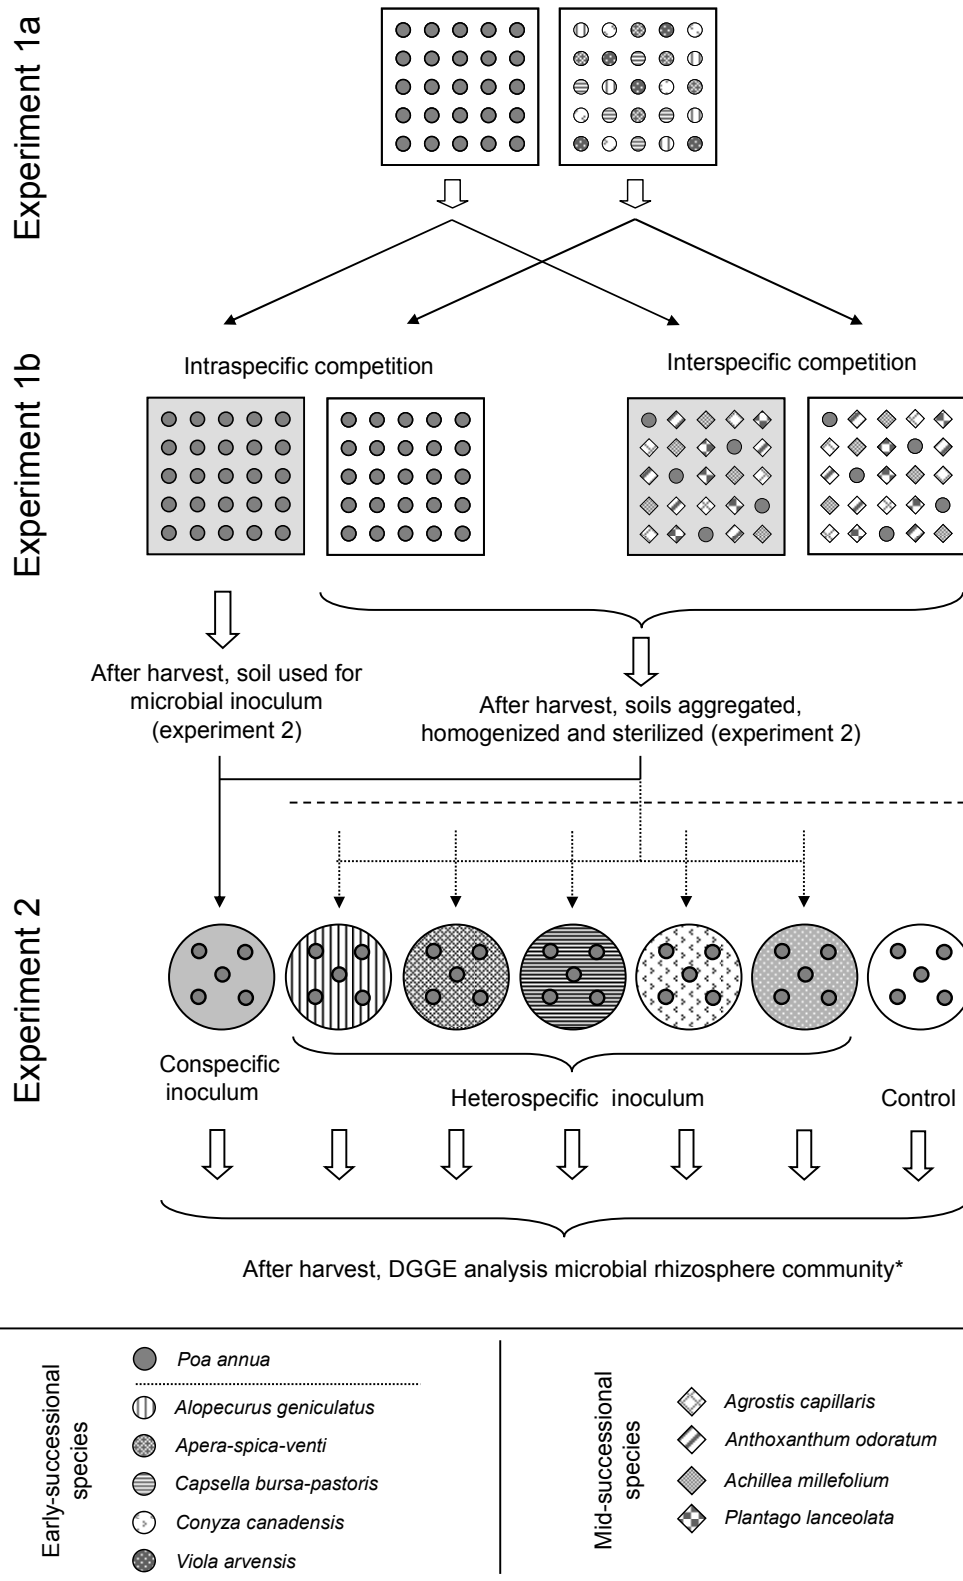 Experiment 1a
Experiment 1b
Intraspecific competition
Interspecific competition
After harvest, soil used for
microbial inoculum
(experiment 2)
After harvest, soils aggregated,
homogenized and sterilized (experiment 2)
Experiment 2
Conspecific
inoculum
Heterospecific inoculum
Control
After harvest, DGGE analysis microbial rhizosphere community*
Early-successional
species
Poa annua
Alopecurus geniculatus
Apera-spica-venti
Capsella bursa-pastoris
Conyza canadensis
Viola arvensis
Mid-successional
species
Agrostis capillaris
Anthoxanthum odoratum
Achillea millefolium
Plantago lanceolata